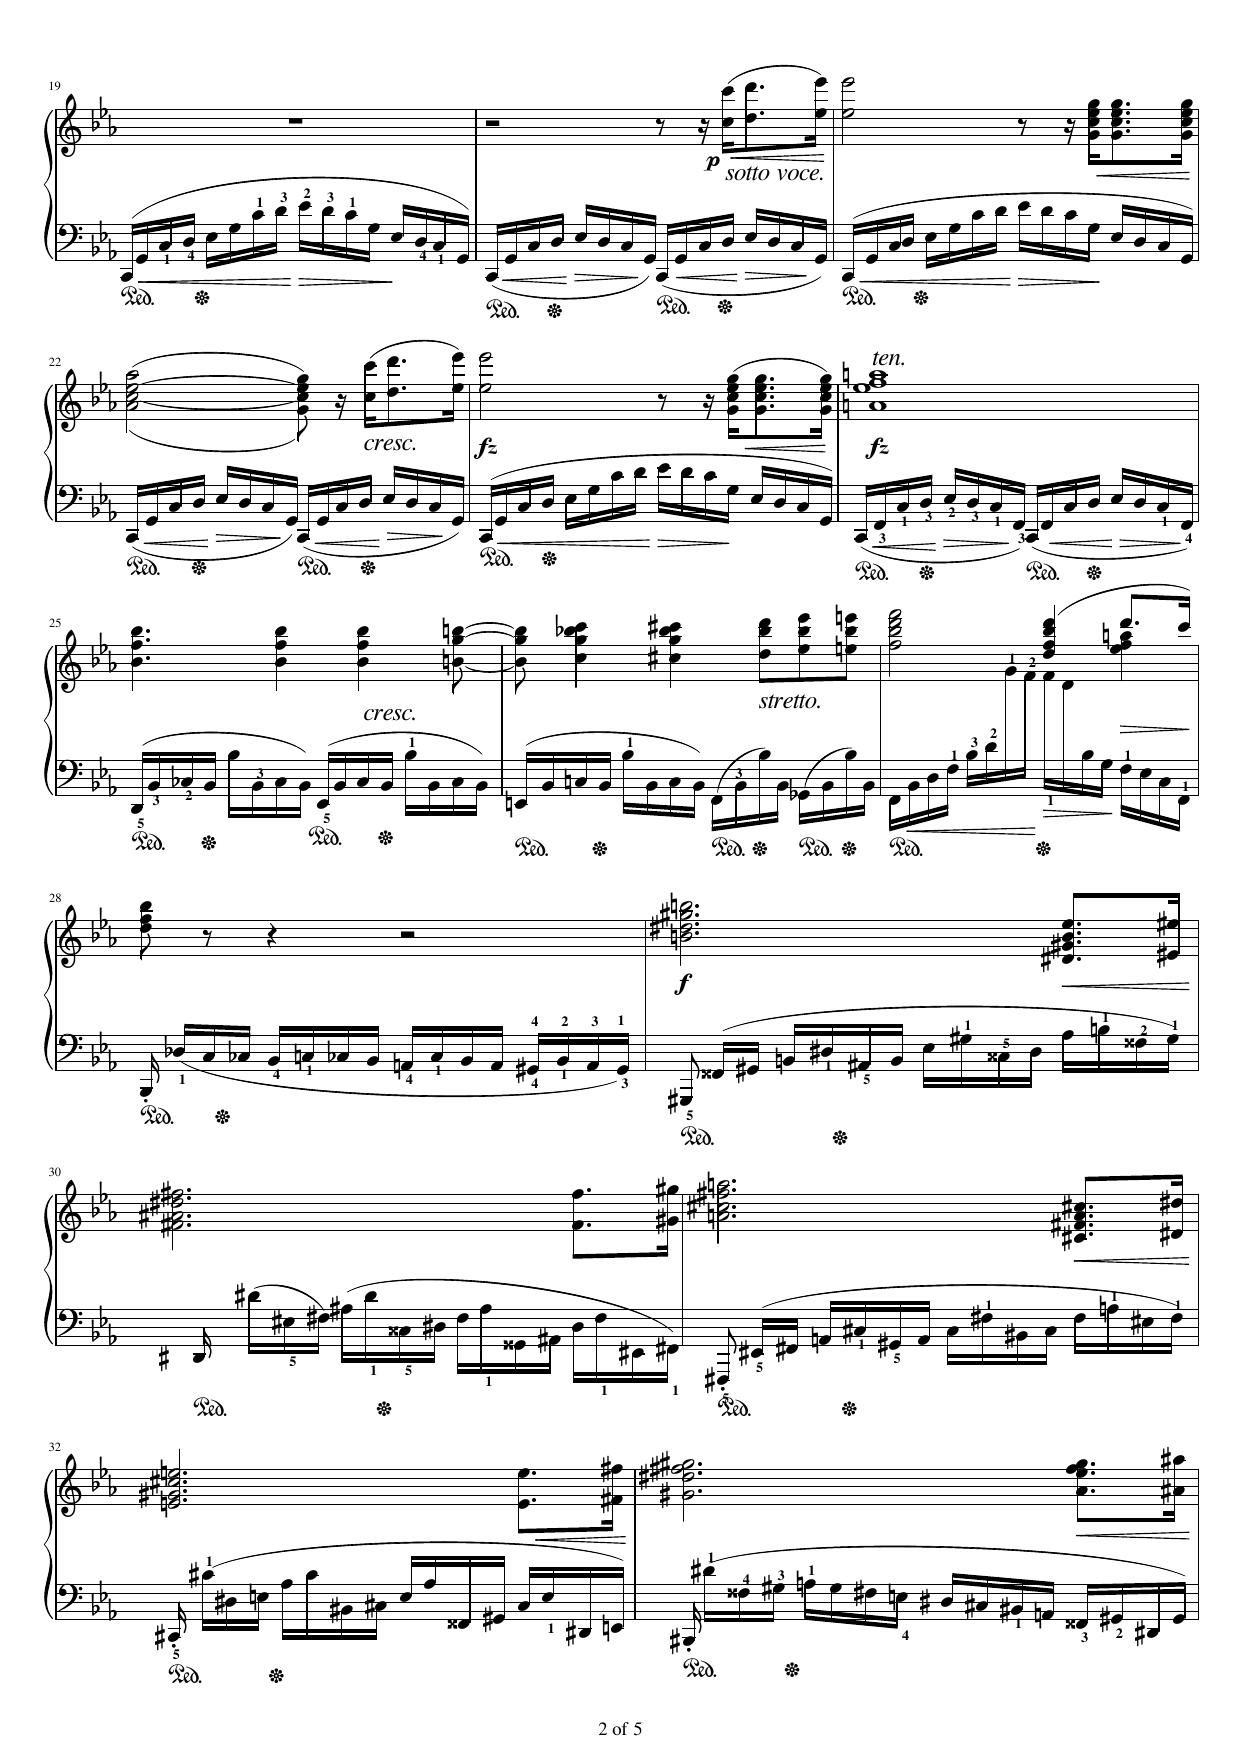 19
1 3 2 3 1
p
sotto voce.
1 4 4 1
Ped. Ped. Ped. Ped.
22
ten.
cresc.
fz
fz
3 1 3 2 3 1 3 1 4
Ped. Ped. Ped. Ped. Ped.
25
1 2
cresc.
stretto.
3 2 3 1 1 3 1 3 2 1
5 5 1 1
Ped. Ped. Ped. Ped. Ped. Ped.
28
f
4 2 3 1 1 5 1 2 1
1 4 1 4 1 4 1 3 5 1 5
Ped. Ped.
30
1 1 1
5 1 5 1 1 1 5 5 1 5
Ped. Ped.
32
1 1 4 3 1
5 1 4 1 3 2
Ped. Ped.
2 of 5